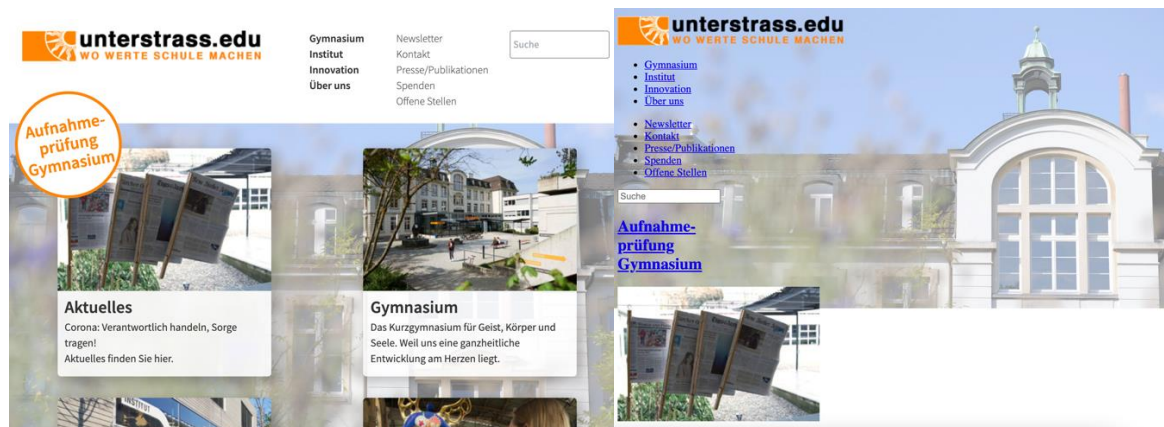 unterstrass.edu
WO WERTE SCHULE MACHEN
Gymnasium
Institut
Innovation
Über uns
Newsletter
Kontakt
Presse/Publikationen
Spenden
Offene Stellen
Suche
Aufnahme-
prüfung
Gymnasium
Aktuelles
Corona: Verantwortlich handeln, Sorge
tragen!
Aktuelles finden Sie hier.
Gymnasium
Das Kurzgymnasium für Geist, Körper und
Seele. Weil uns eine ganzheitliche
Entwicklung am Herzen liegt.
INSTITUT
unterstrass.edu
WO WERTE SCHULE MACHEN
Gymnasium
Institut
Innovation
Über uns
Newsletter
Kontakt
Presse/Publikationen
Spenden
Offene Stellen
Suche
Aufnahme-
prüfung
Gymnasium